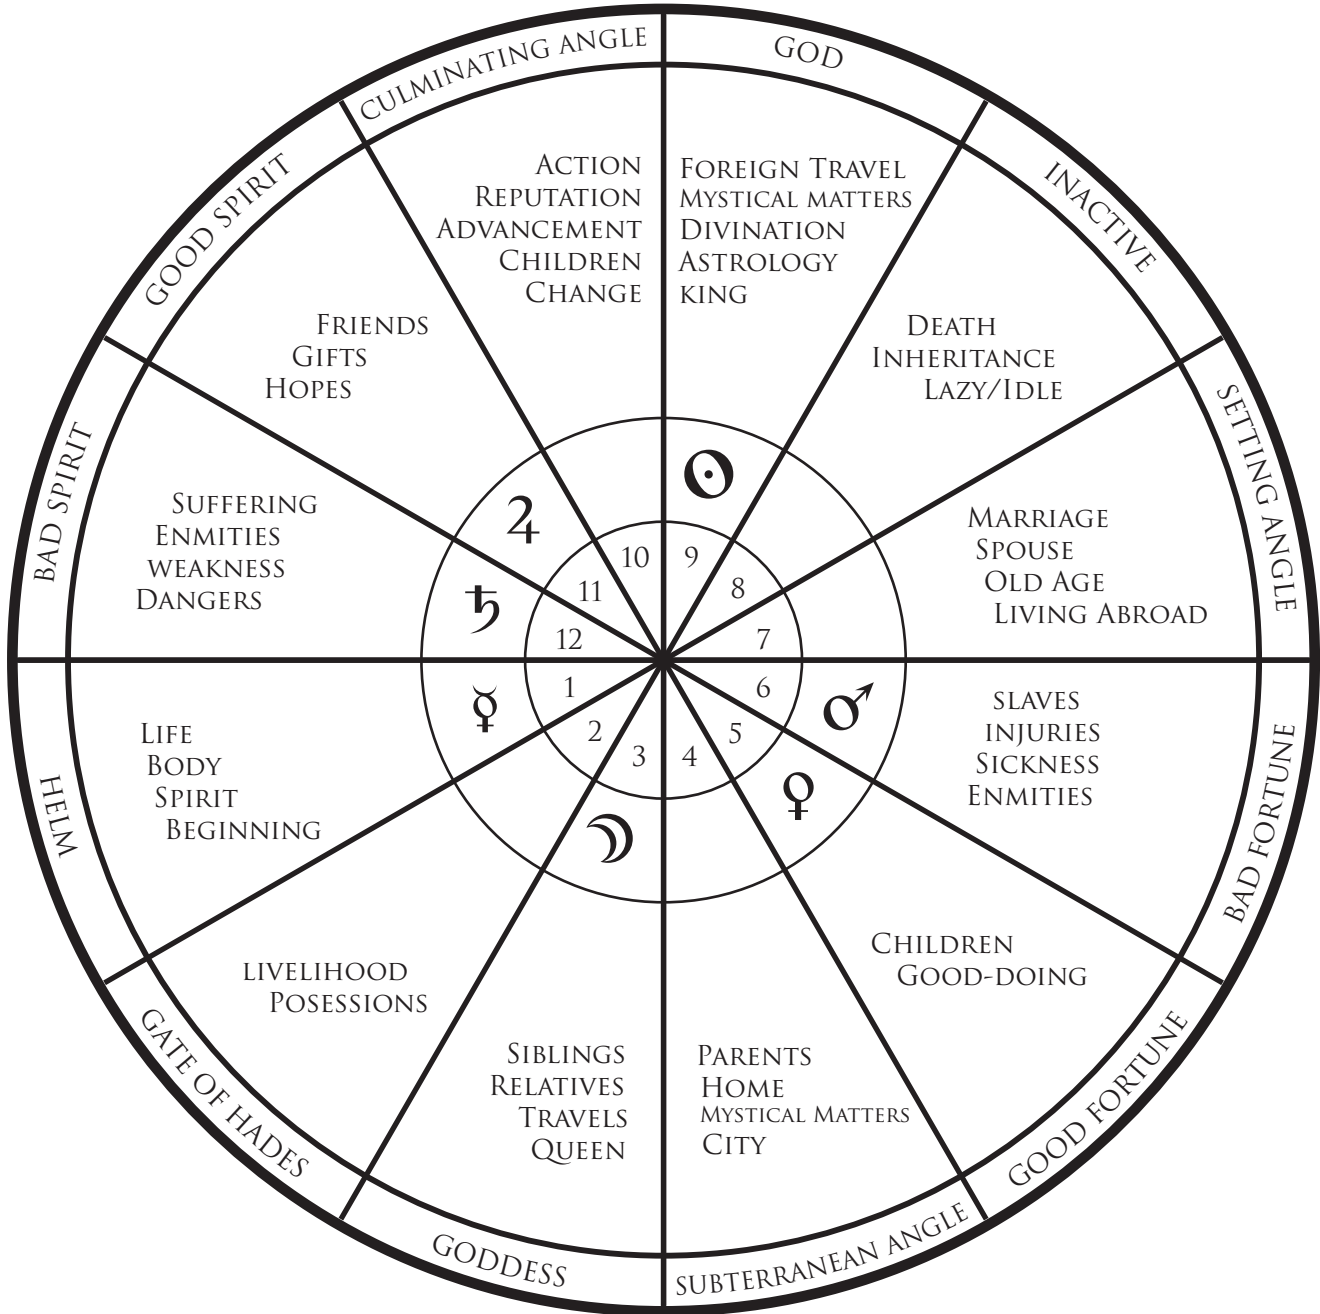 CULMINATING ANGLE
GOD
INACTIVE
SETTING ANGLE
BAD FORTUNE
GOOD FORTUNE
SUBTERRANEAN ANGLE
GODDESS
GATE OF HADES
HELM
BAD SPIRIT
GOOD SPIRIT
ACTION
REPUTATION
ADVANCEMENT
CHILDREN
CHANGE
FOREIGN TRAVEL
MYSTICAL MATTERS
DIVINATION
ASTROLOGY
KING
DEATH
INHERITANCE
LAZY/IDLE
MARRIAGE
SPOUSE
OLD AGE
LIVING ABROAD
SLAVES
INJURIES
SICKNESS
ENMITIES
CHILDREN
GOOD-DOING
PARENTS
HOME
MYSTICAL MATTERS
CITY
SIBLINGS
RELATIVES
TRAVELS
QUEEN
LIVELIHOOD
POSESSIONS
LIFE
BODY
SPIRIT
BEGINNING
SUFFERING
ENMITIES
WEAKNESS
DANGERS
FRIENDS
GIFTS
HOPES
☉
♂
♀
☽
☿
♄
♃
10
9
8
7
6
5
4
3
2
1
12
11